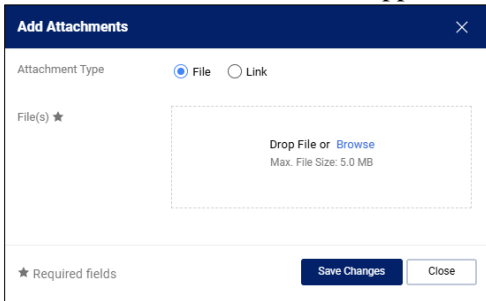 Add Attachments
Attachment Type File Link
File(s) ★
Drop File or Browse
Max. File Size: 5.0 MB
★ Required fields Save Changes Close